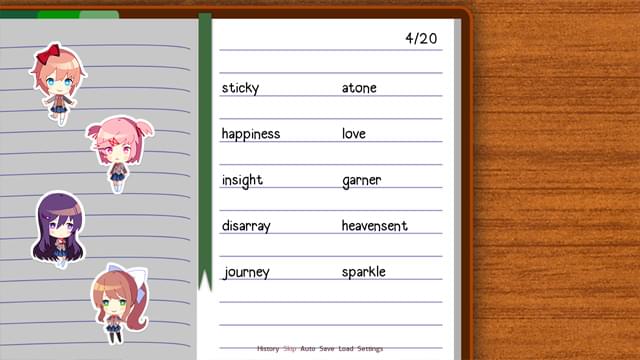 4/20
sticky atone
happiness love
insight garner
disarray heavensent
journey sparkle
History Skip Auto Save Load Settings